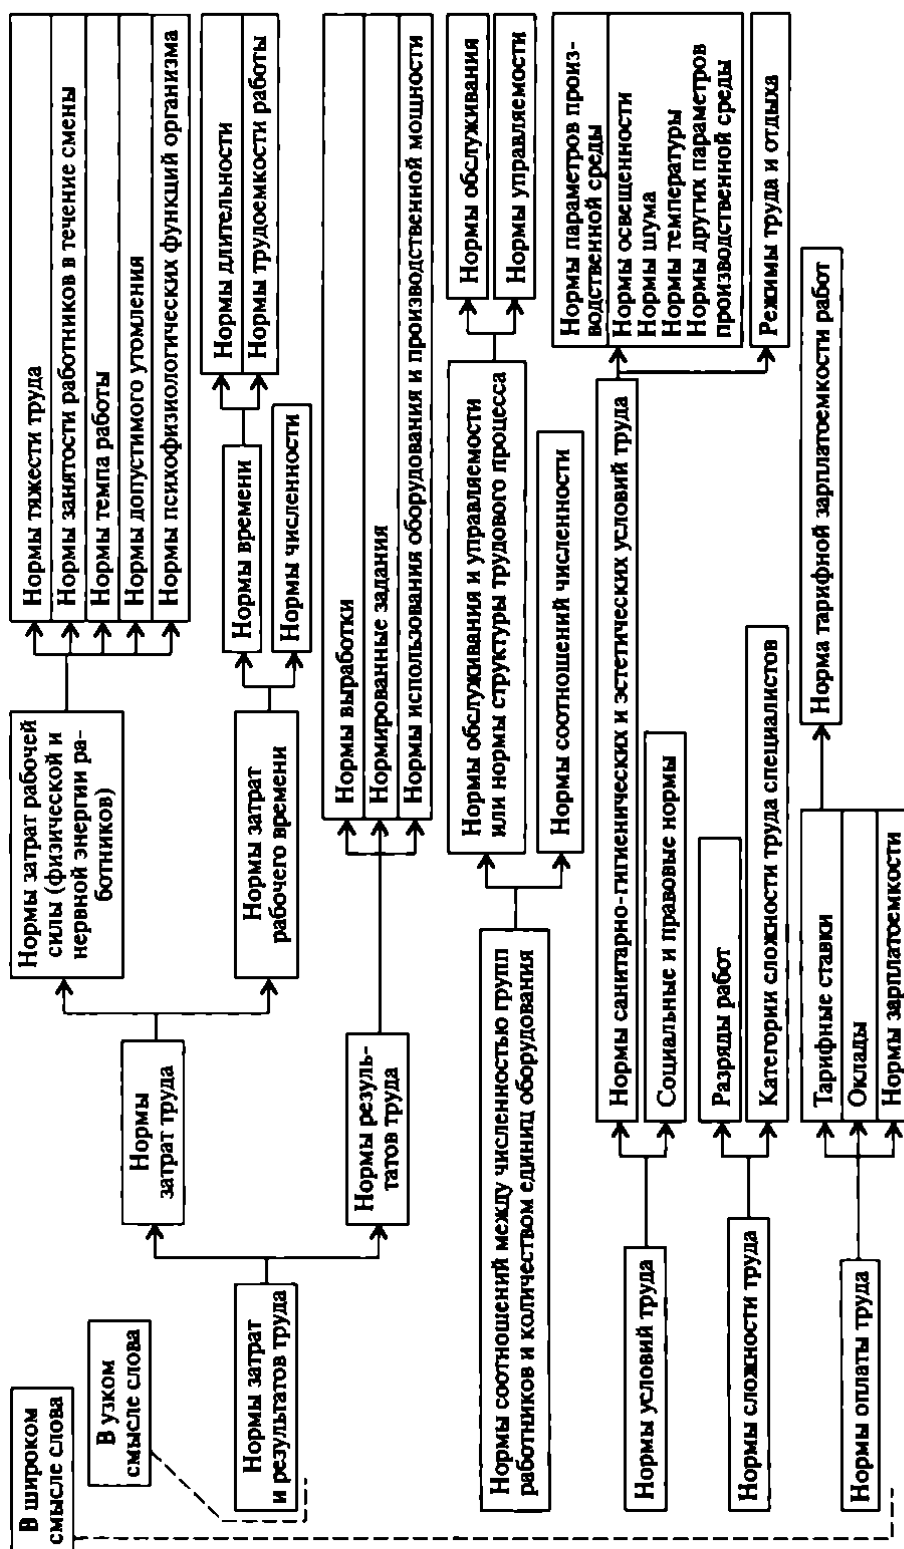 В широком
смысле слова
В узком
смысле слова
Нормы затрат
и результатов труда
Нормы
затрат труда
Нормы затрат рабочей
силы (физической и
нервной энергии ра-
ботников)
Нормы тяжести труда
Нормы занятости работников в течение смены
Нормы темпа работы
Нормы допустимого утомления
Нормы психофизиологических функций организма
Нормы затрат
рабочего времени
Нормы времени
Нормы длительности
Нормы трудоемкости работы
Нормы численности
Нормы резуль-
татов труда
Нормы выработки
Нормированные задания
Нормы использования оборудования и производственной мощности
Нормы соотношений между численностью групп
работников и количеством единиц оборудования
Нормы обслуживания и управляемости
или нормы структуры трудового процесса
Нормы обслуживания
Нормы управляемости
Нормы соотношений численности
Нормы условий труда
Нормы санитарно-гигиенических и эстетических условий труда
Нормы параметров произ-
водственной среды
Нормы освещенности
Нормы шума
Нормы температуры
Нормы других параметров
производственной среды
Режимы труда и отдыха
Социальные и правовые нормы
Нормы сложности труда
Разряды работ
Категории сложности труда специалистов
Нормы оплаты труда
Тарифные ставки
Оклады
Нормы зарплатоемкости
Норма тарифной зарплатоемкости работ